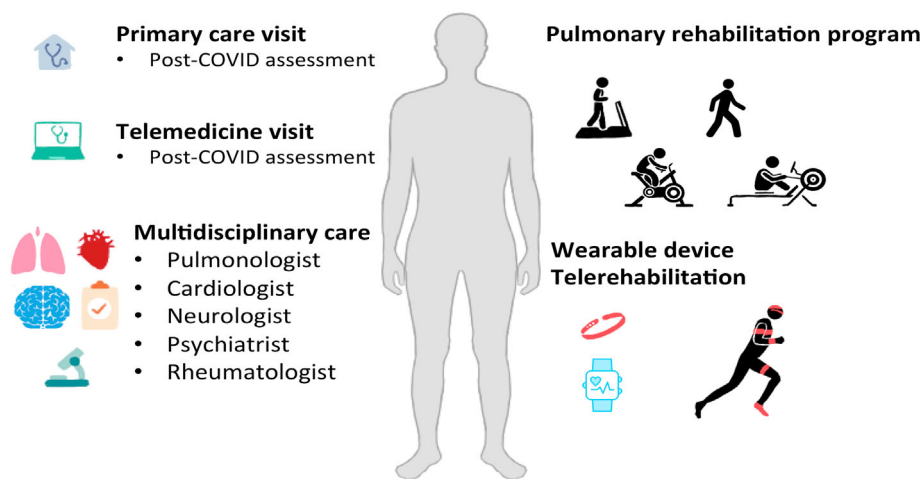 Primary care visit
• Post-COVID assessment
Telemedicine visit
• Post-COVID assessment
Multidisciplinary care
• Pulmonologist
• Cardiologist
• Neurologist
• Psychiatrist
• Rheumatologist
Pulmonary rehabilitation program
Wearable device
Telerehabilitation